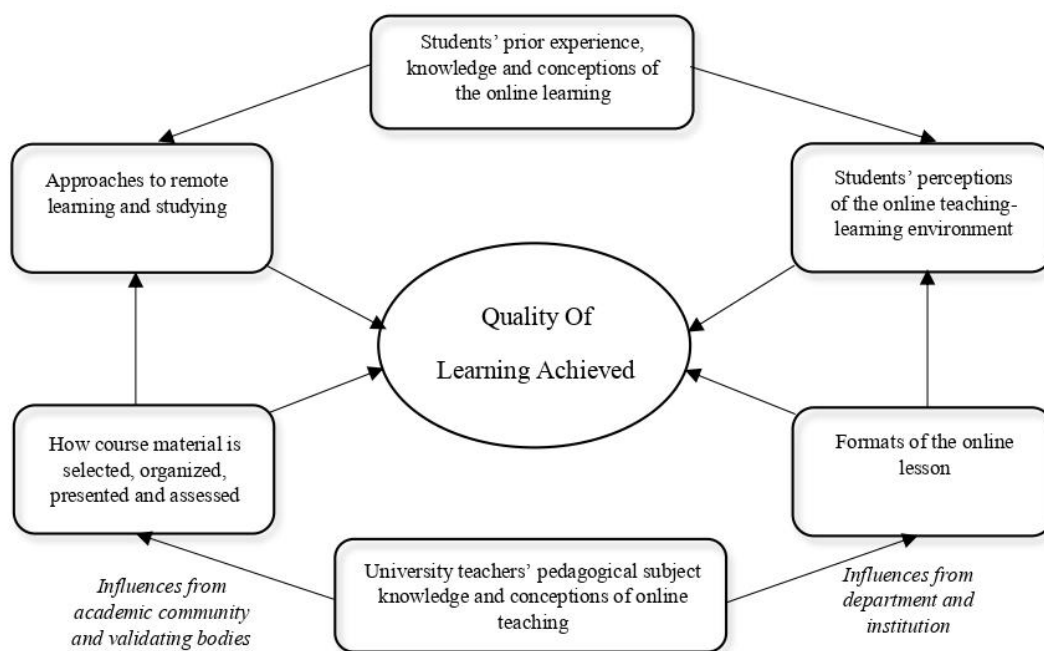 Students’ prior experience,
knowledge and conceptions of
the online learning
Approaches to remote
learning and studying
Students’ perceptions
of the online teaching-
learning environment
Quality Of
Learning Achieved
How course material is
selected, organized,
presented and assessed
Formats of the online
lesson
Influences from
academic community
and validating bodies
University teachers’ pedagogical subject
knowledge and conceptions of online
teaching
Influences from
department and
institution